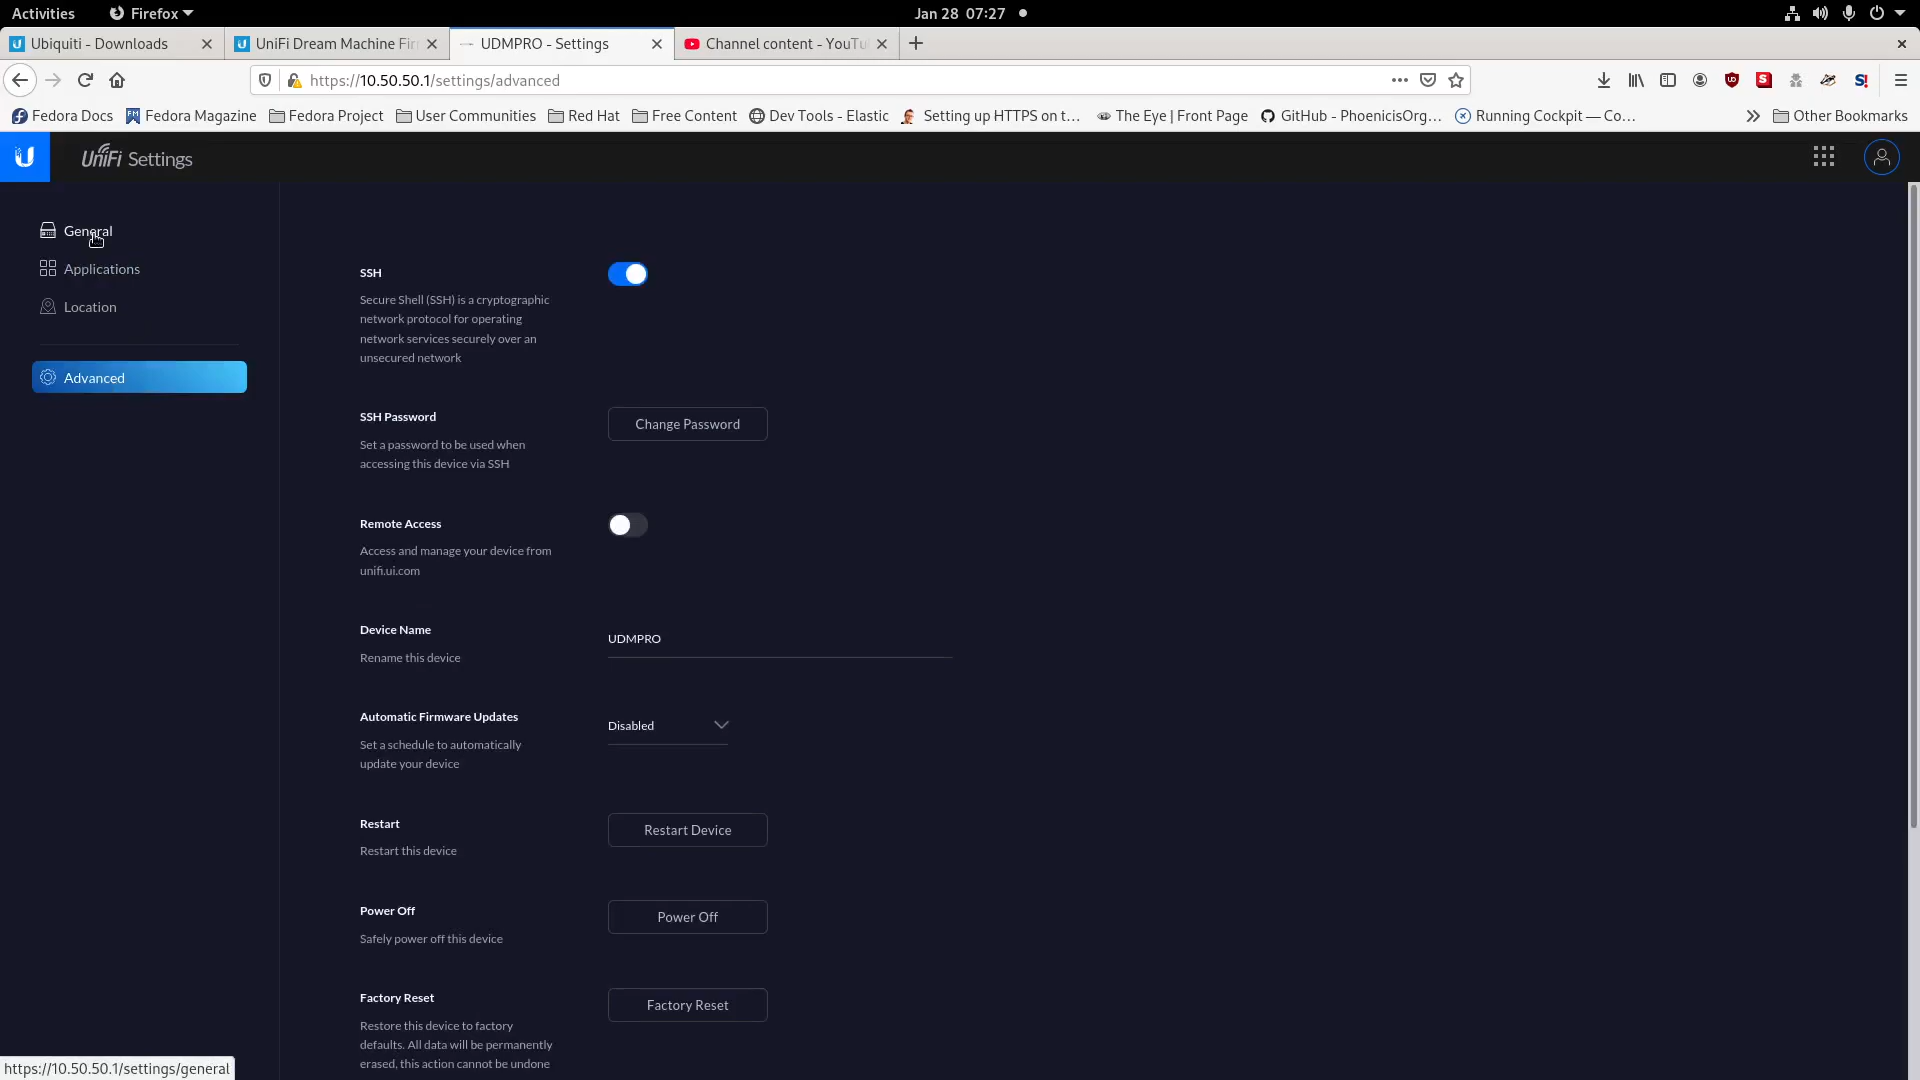 Activities
Firefox
Jan 28 07:27
Ubiquiti - Downloads
UniFi Dream Machine Fir
UDMPRO - Settings
Channel content - YouTu
https://10.50.50.1/settings/advanced
Fedora Docs
Fedora Magazine
Fedora Project
User Communities
Red Hat
Free Content
Dev Tools - Elastic
Setting up HTTPS on t...
The Eye | Front Page
GitHub - PhoenicisOrg...
Running Cockpit — Co...
Other Bookmarks
UniFi Settings
General
Applications
Location
Advanced
SSH
Secure Shell (SSH) is a cryptographic
network protocol for operating
network services securely over an
unsecured network
SSH Password
Change Password
Set a password to be used when
accessing this device via SSH
Remote Access
Access and manage your device from
unifi.ui.com
Device Name
UDMPRO
Rename this device
Automatic Firmware Updates
Disabled
Set a schedule to automatically
update your device
Restart
Restart Device
Restart this device
Power Off
Power Off
Safely power off this device
Factory Reset
Factory Reset
Restore this device to factory
defaults. All data will be permanently
erased, this action cannot be undone
https://10.50.50.1/settings/general